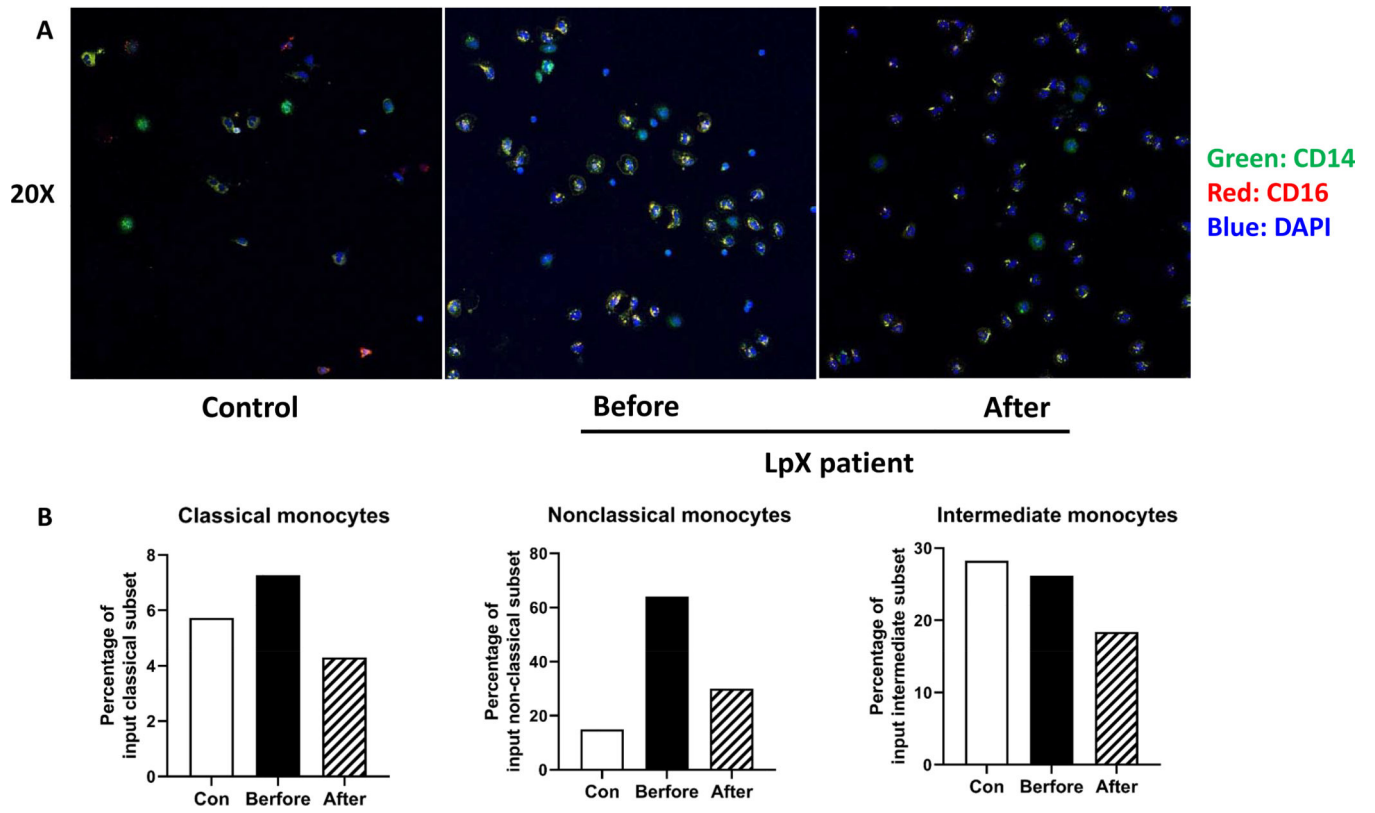 A
20X
Green: CD14
Red: CD16
Blue: DAPI
Control
Before
After
LpX patient
B
Classical monocytes
Percentage of
input classical subset
8
6
4
2
0
Con Berfore After
Nonclassical monocytes
Percentage of
input non-classical subset
80
60
40
20
0
Con Berfore After
Intermediate monocytes
Percentage of
input intermediate subset
30
20
10
0
Con Berfore After